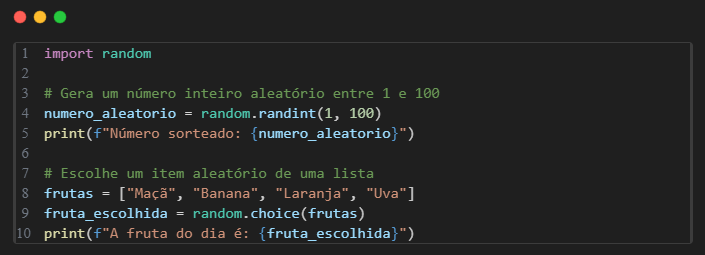 1 import random
2
3 # Gera um número inteiro aleatório entre 1 e 100
4 numero_aleatorio = random.randint(1, 100)
5 print(f"Número sorteado: {numero_aleatorio}")
6
7 # Escolhe um item aleatório de uma lista
8 frutas = ["Maçã", "Banana", "Laranja", "Uva"]
9 fruta_escolhida = random.choice(frutas)
10 print(f"A fruta do dia é: {fruta_escolhida}")